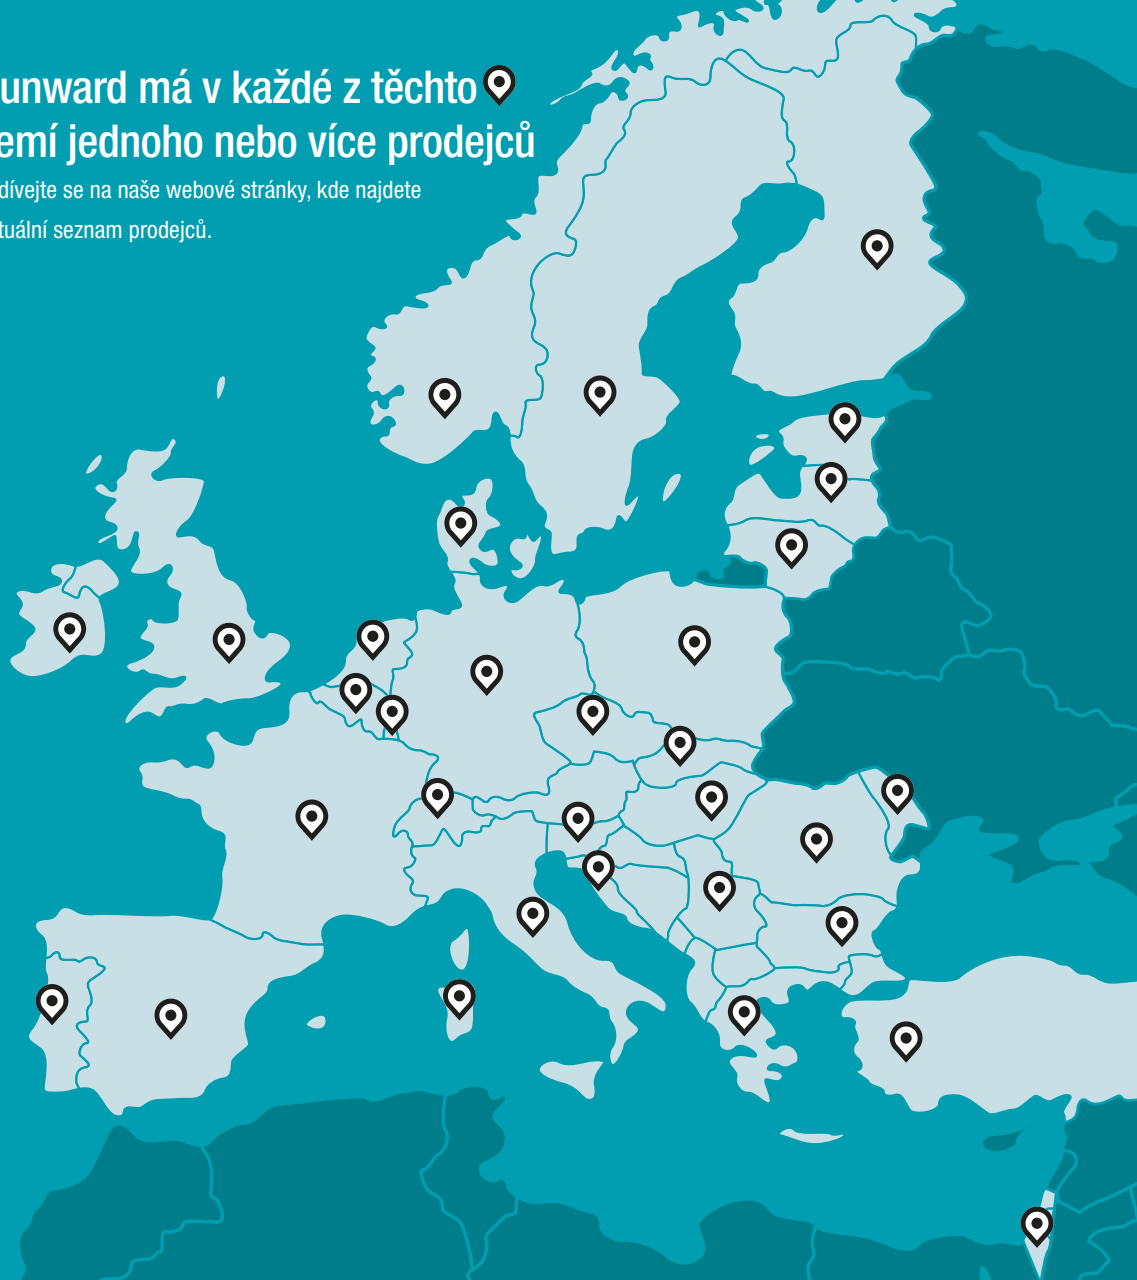 unward má v každé z těchto
emí jednoho nebo více prodejců
dívejte se na naše webové stránky, kde najdete
tuální seznam prodejců.